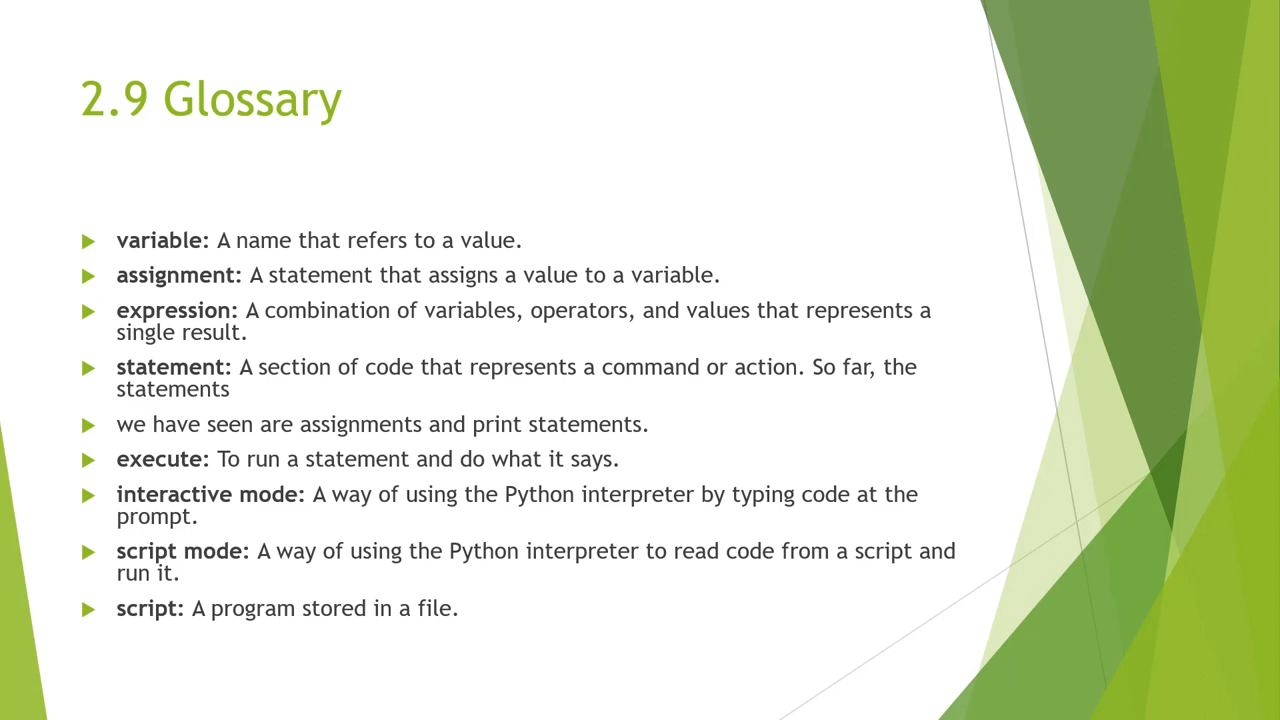 2.9 Glossary
variable: A name that refers to a value.
assignment: A statement that assigns a value to a variable.
expression: A combination of variables, operators, and values that represents a
single result.
statement: A section of code that represents a command or action. So far, the
statements
we have seen are assignments and print statements.
execute: To run a statement and do what it says.
interactive mode: A way of using the Python interpreter by typing code at the
prompt.
script mode: A way of using the Python interpreter to read code from a script and
run it.
script: A program stored in a file.